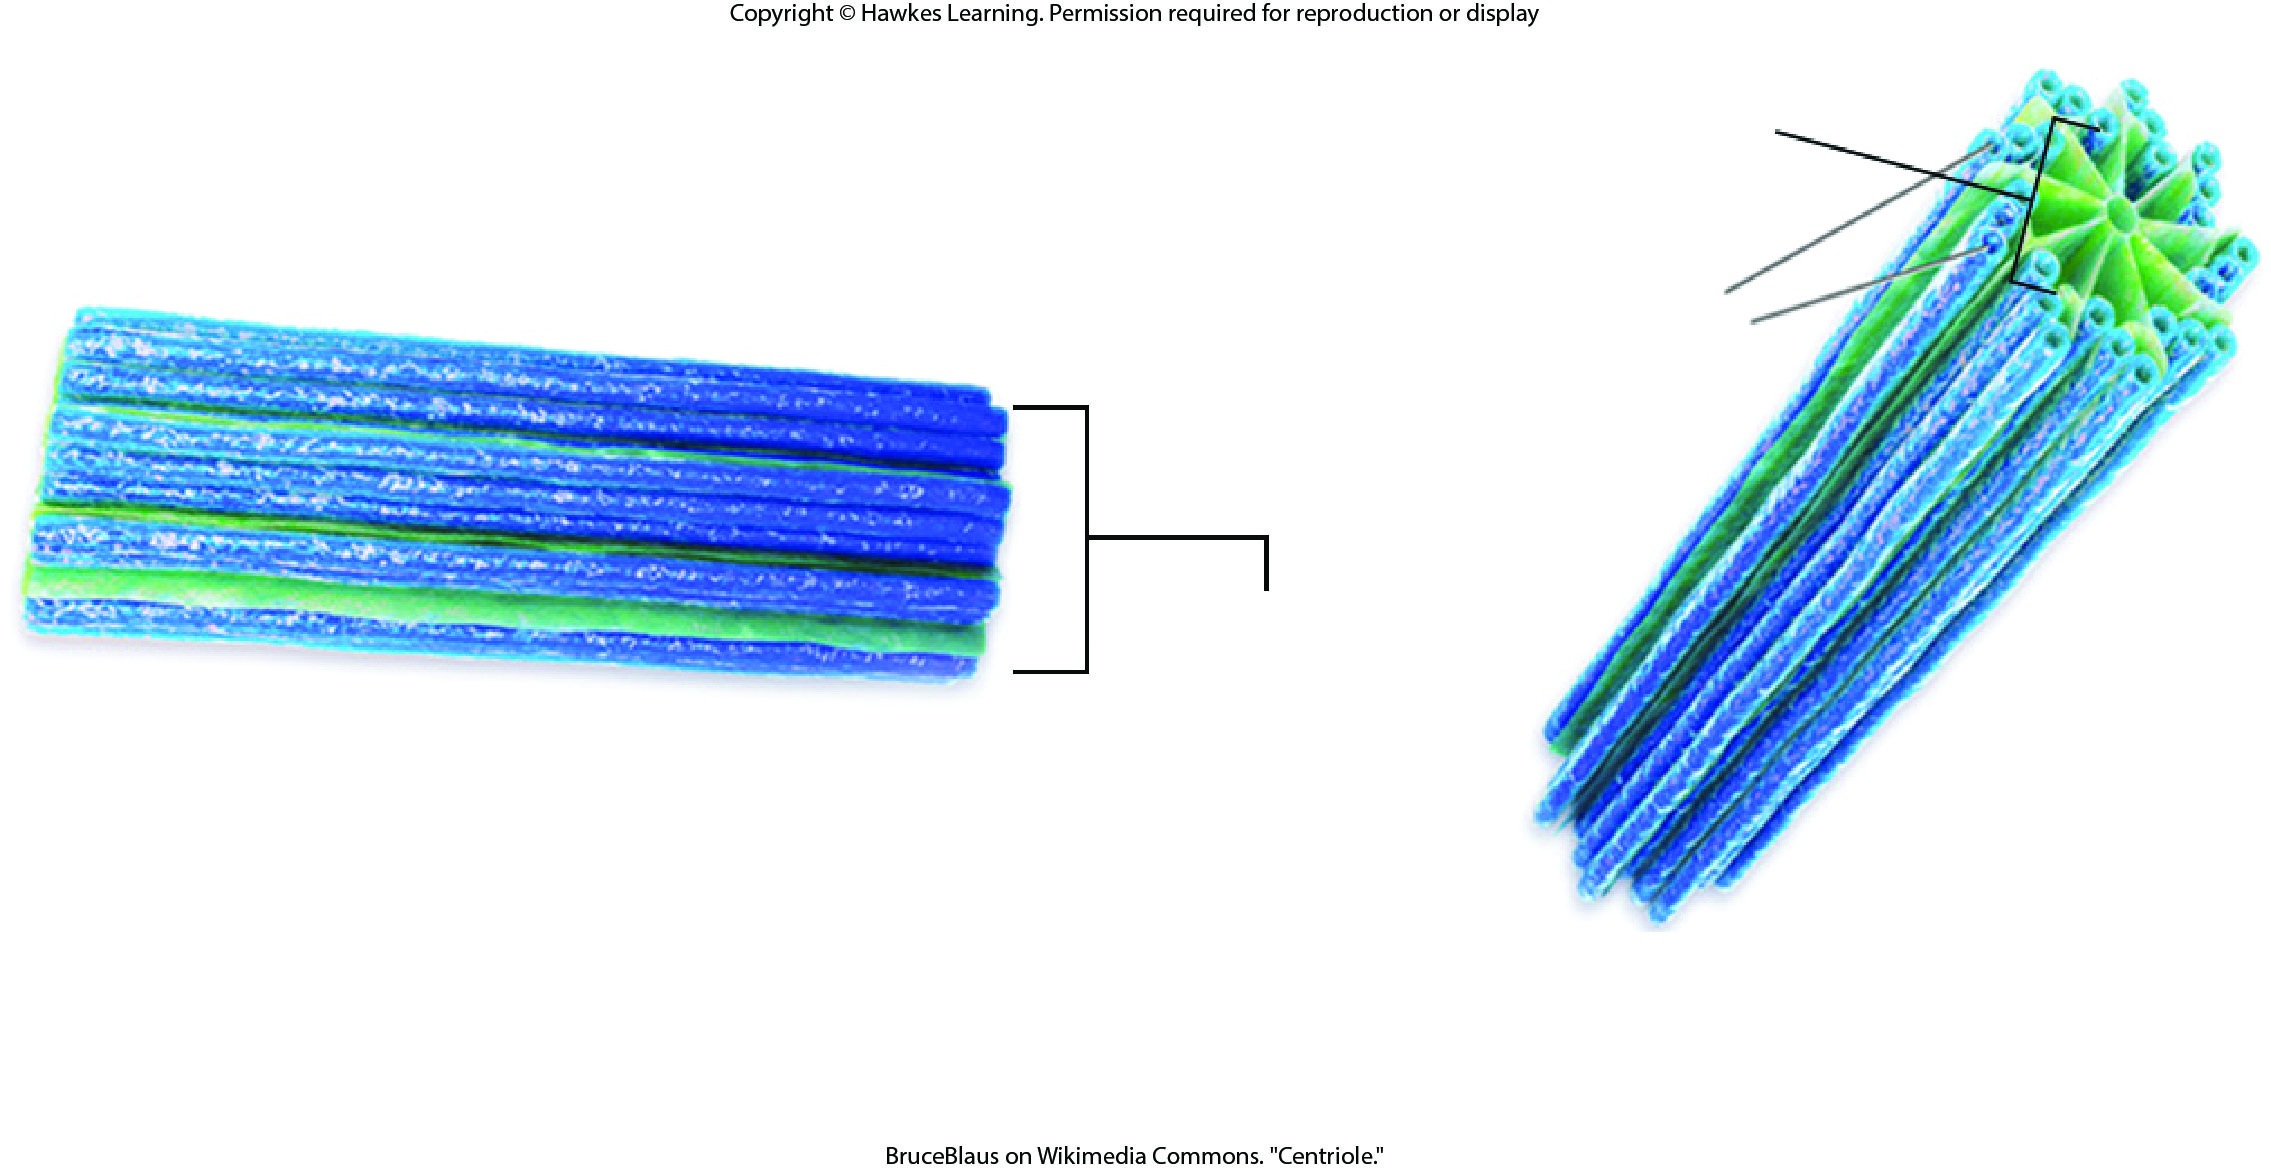 Copyright © Hawkes Learning. Permission required for reproduction or display
BruceBlaus on Wikimedia Commons. "Centriole."